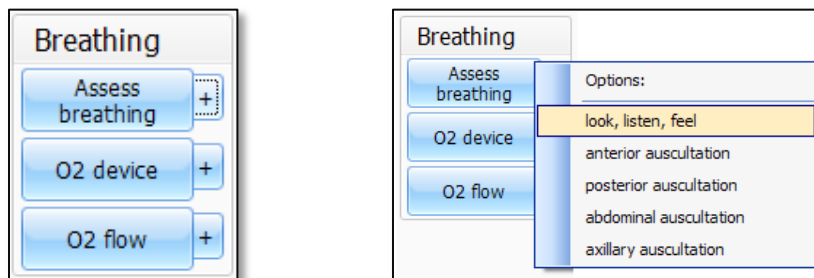 Breathing
Assess
breathing
+
O2 device
+
O2 flow
+
Breathing
Assess
breathing
O2 device
O2 flow
Options:
look, listen, feel
anterior auscultation
posterior auscultation
abdominal auscultation
axillary auscultation